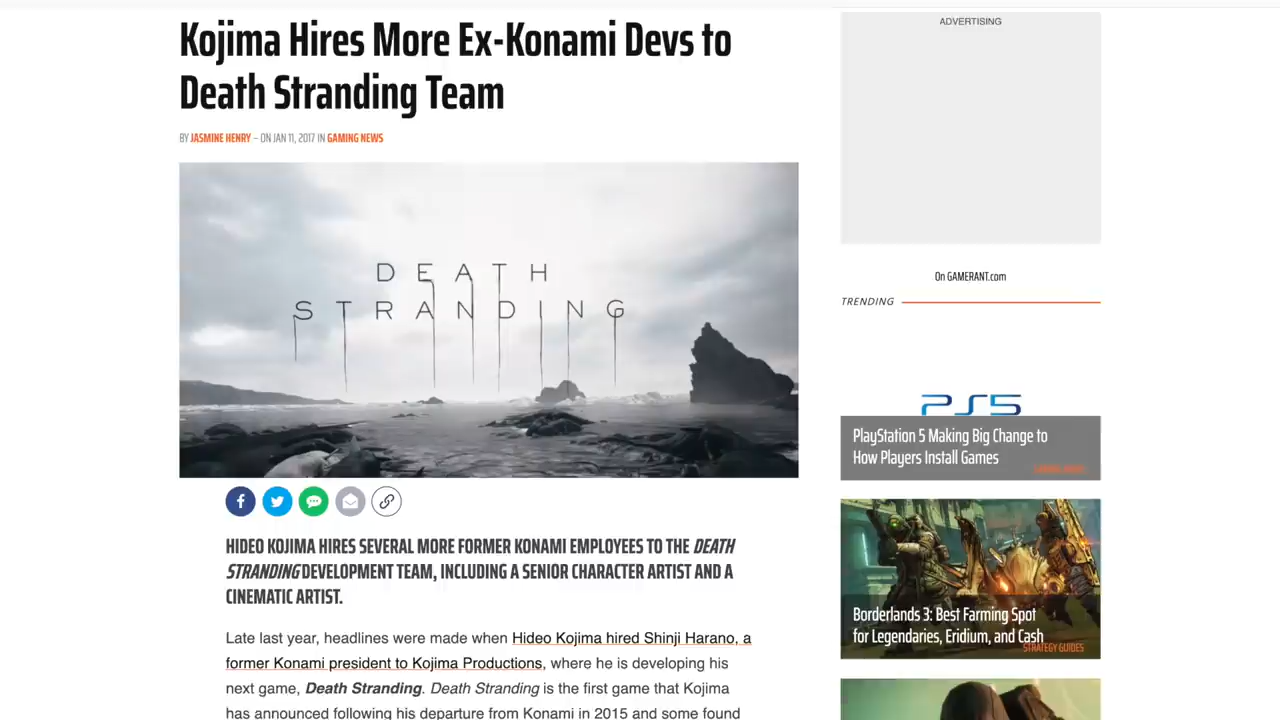 Kojima Hires More Ex-Konami Devs to
Death Stranding Team
BY JASMINE HENRY – ON JAN 11, 2017 IN GAMING NEWS
DEATH
STRANDING
HIDEO KOJIMA HIRES SEVERAL MORE FORMER KONAMI EMPLOYEES TO THE DEATH
STRANDING DEVELOPMENT TEAM, INCLUDING A SENIOR CHARACTER ARTIST AND A
CINEMATIC ARTIST.
Late last year, headlines were made when Hideo Kojima hired Shinji Harano, a
former Konami president to Kojima Productions, where he is developing his
next game, Death Stranding. Death Stranding is the first game that Kojima
has announced following his departure from Konami in 2015 and some found
ADVERTISING
On GAMERANT.com
TRENDING
PS5
PlayStation 5 Making Big Change to
How Players Install Games
Borderlands 3: Best Farming Spot
for Legendaries, Eridium, and Cash
STRATEGY GUIDES